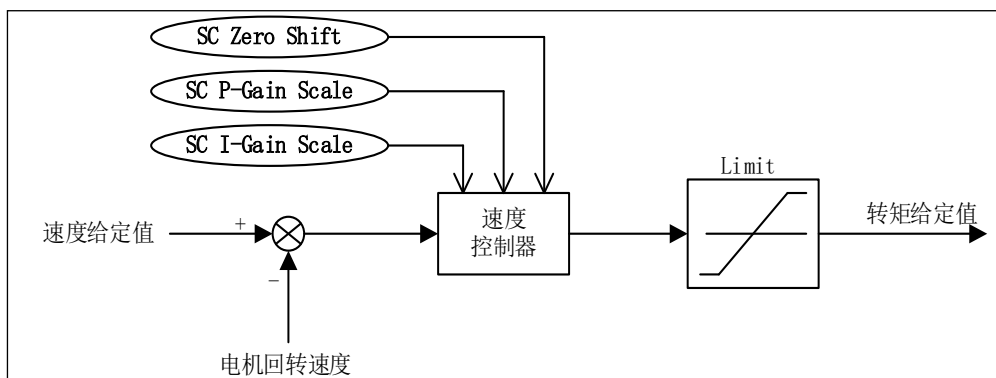 SC Zero Shift
SC P-Gain Scale
SC I-Gain Scale
Limit
速度给定值
+
速度
控制器
转矩给定值
−
电机回转速度